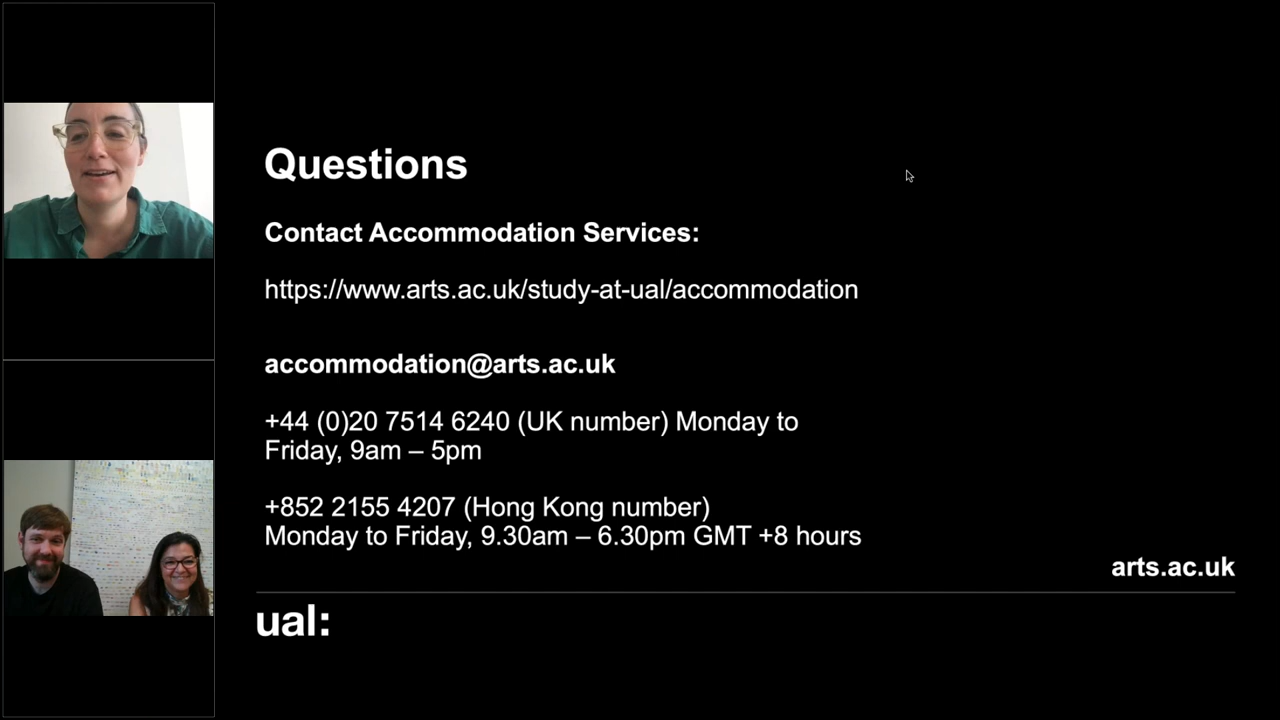 Questions
Contact Accommodation Services:
https://www.arts.ac.uk/study-at-ual/accommodation
accommodation@arts.ac.uk
+44 (0)20 7514 6240 (UK number) Monday to
Friday, 9am – 5pm
+852 2155 4207 (Hong Kong number)
Monday to Friday, 9.30am – 6.30pm GMT +8 hours
arts.ac.uk
ual: